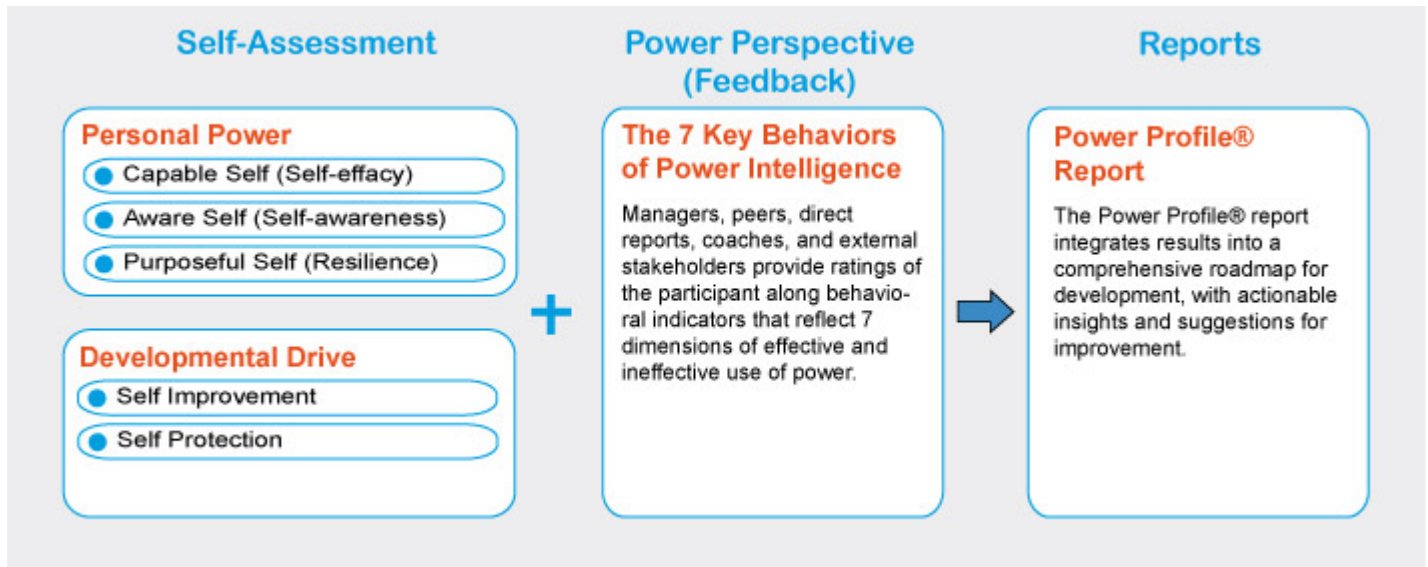 Self-Assessment
Personal Power
Capable Self (Self-effacy)
Aware Self (Self-awareness)
Purposeful Self (Resilience)
Developmental Drive
Self Improvement
Self Protection
+
Power Perspective
(Feedback)
The 7 Key Behaviors
of Power Intelligence
Managers, peers, direct
reports, coaches, and external
stakeholders provide ratings of
the participant along behavio-
ral indicators that reflect 7
dimensions of effective and
ineffective use of power.
Reports
Power Profile®
Report
The Power Profile® report
integrates results into a
comprehensive roadmap for
development, with actionable
insights and suggestions for
improvement.